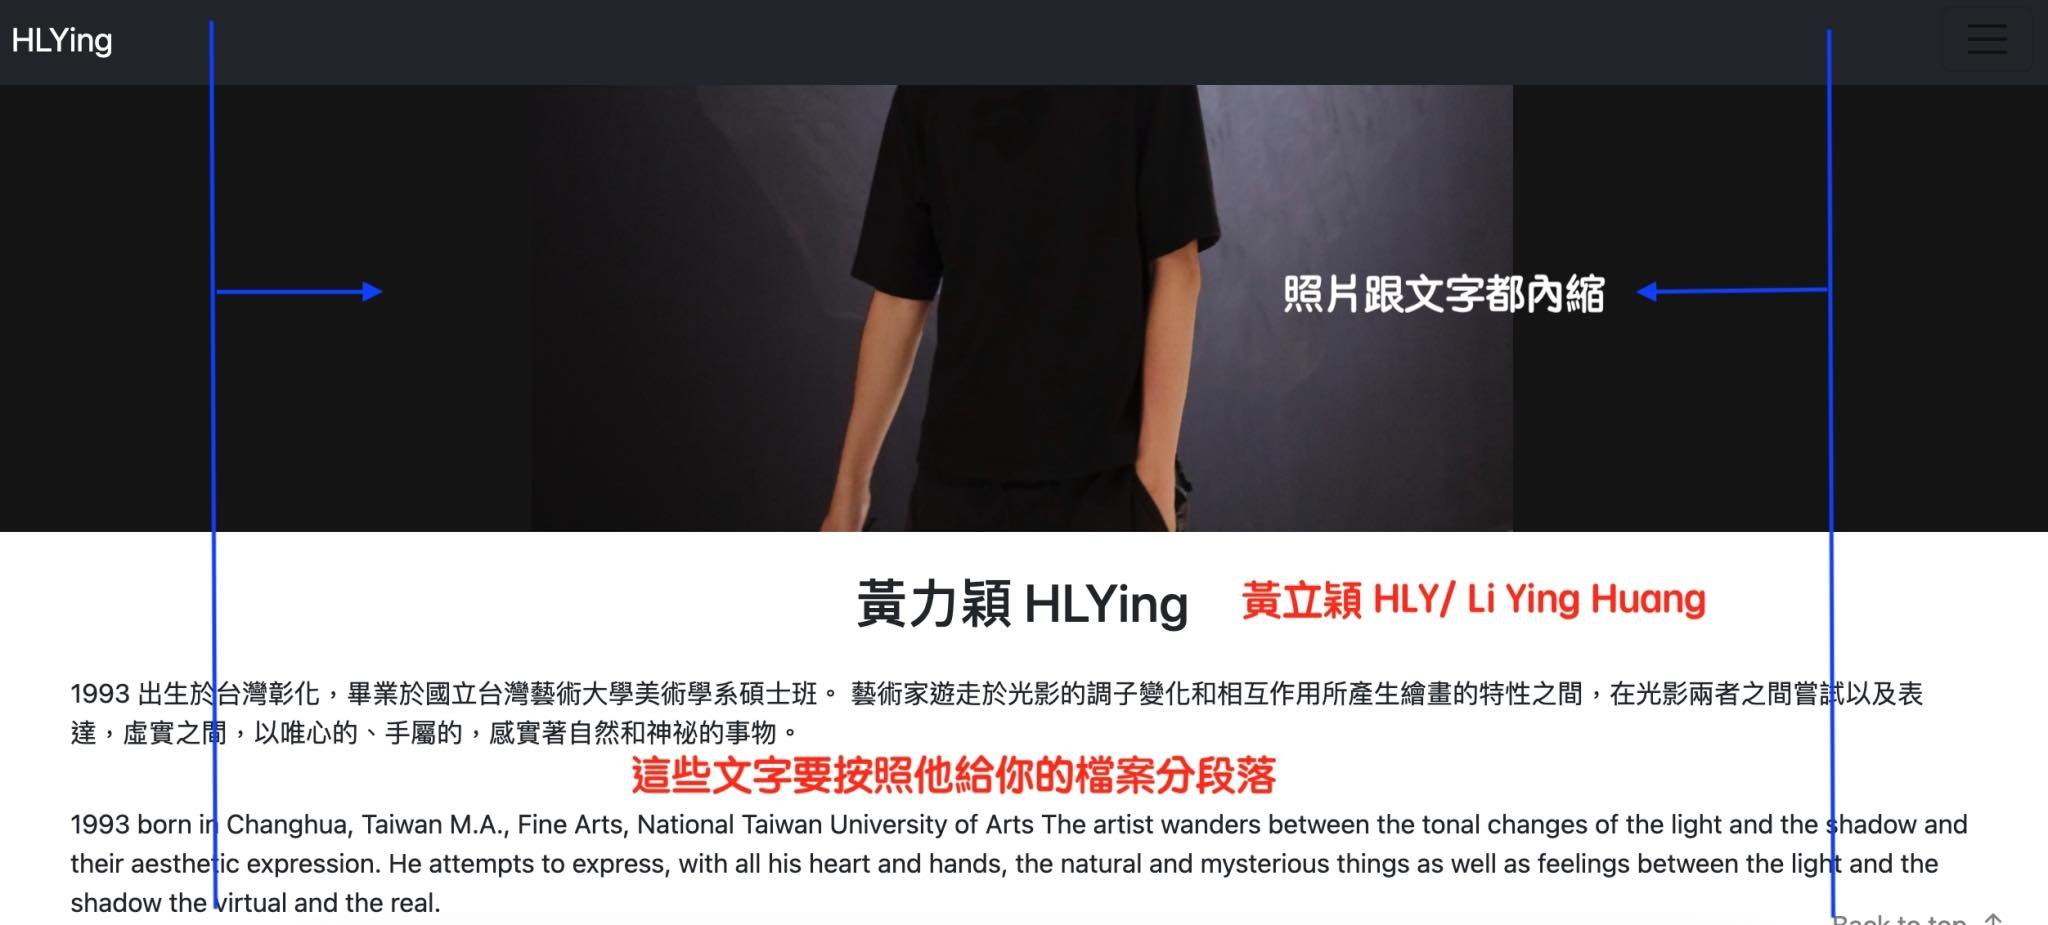 HLYing
照片跟文字都內縮
黃力穎 HLYing
黃立穎 HLY/ Li Ying Huang
1993 出生於台灣彰化，畢業於國立台灣藝術大學美術學系碩士班。 藝術家遊走於光影的調子變化和相互作用所產生繪畫的特性之間，在光影兩者之間嘗試以及表
達，虛實之間，以唯心的、手屬的，感實著自然和神祕的事物。
這些文字要按照他給你的檔案分段落
1993 born in Changhua, Taiwan M.A., Fine Arts, National Taiwan University of Arts The artist wanders between the tonal changes of the light and the shadow and
their aesthetic expression. He attempts to express, with all his heart and hands, the natural and mysterious things as well as feelings between the light and the
shadow the virtual and the real.
Back to top ↑